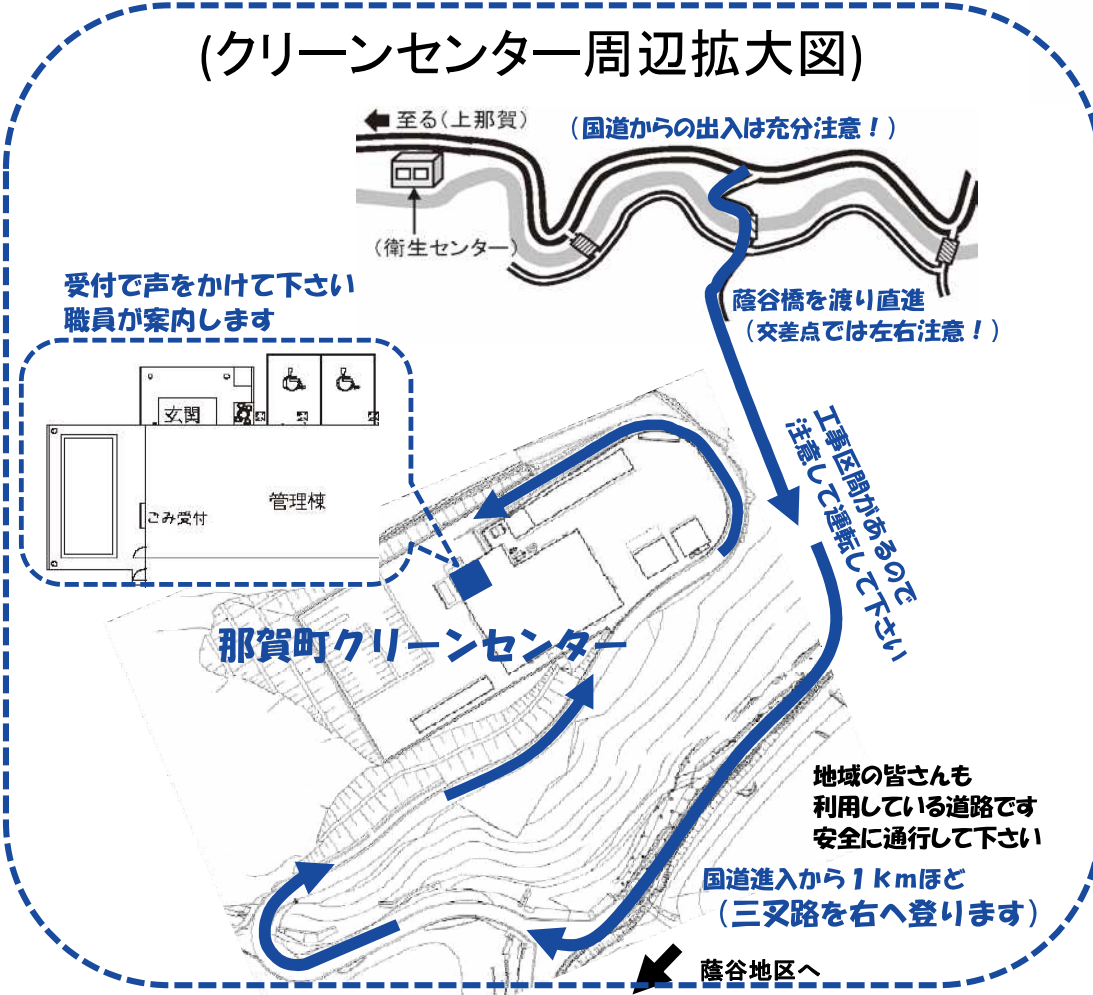 (クリーンセンター周辺拡大図)
至る(上那賀)
(国道からの出入は充分注意！)
(衛生センター)
受付で声をかけて下さい
職員が案内します
蔭谷橋を渡り直進
(交差点では左右注意！)
玄関
管理棟
ごみ受付
工事区間があるので
注意して運転して下さい
那賀町クリーンセンター
地域の皆さんも
利用している道路です
安全に通行して下さい
国道進入から１ｋｍほど
(三叉路を右へ登ります)
蔭谷地区へ